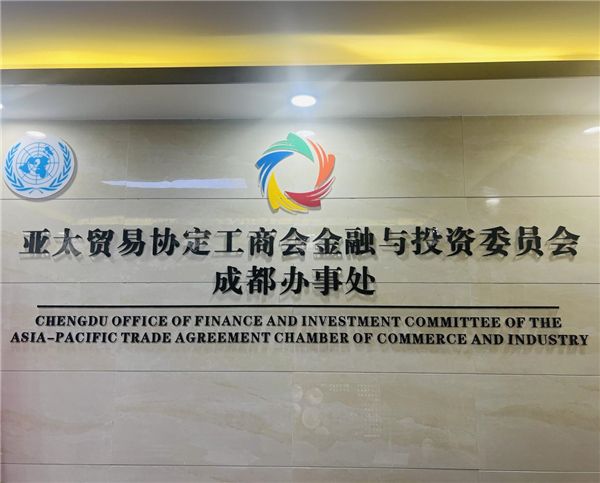 亚太贸易协定工商会金融与投资委员会
成都办事处
CHENGDU OFFICE OF FINANCE AND INVESTMENT COMMITTEE OF THE
ASIA-PACIFIC TRADE AGREEMENT CHAMBER OF COMMERCE AND INDUSTRY